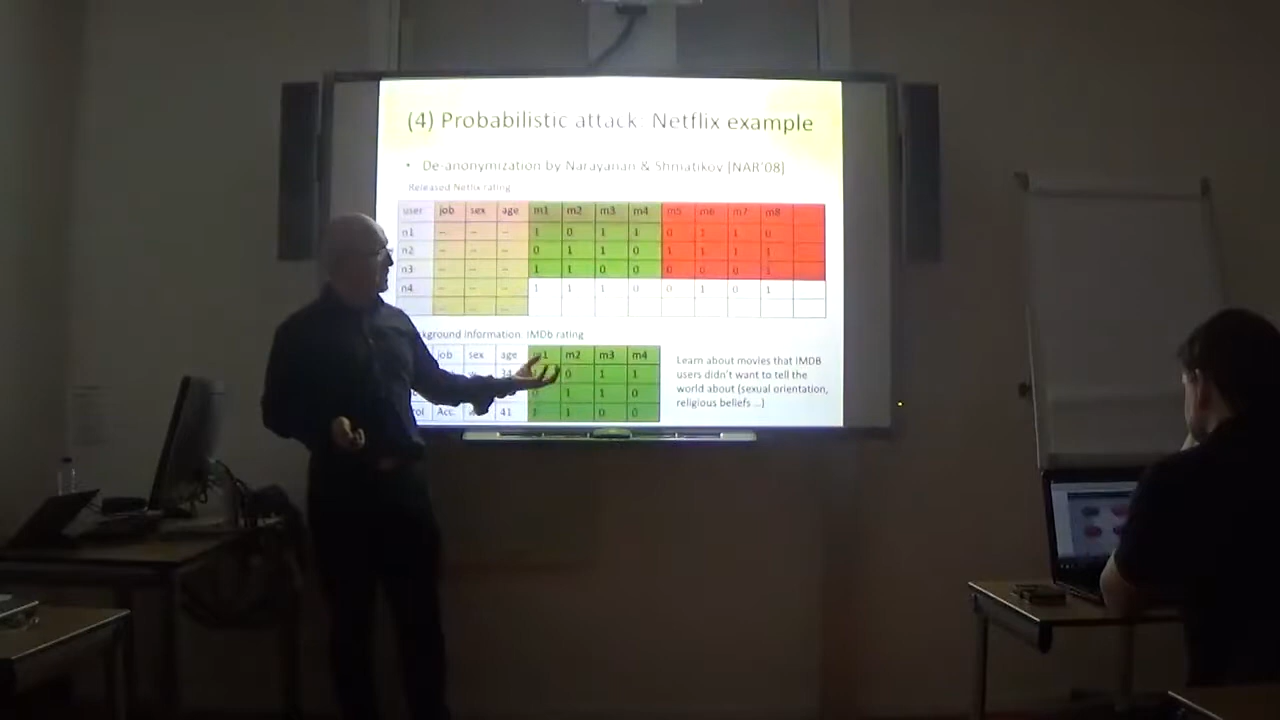 (4) Probabilistic attack: Netflix example
• De-anonymization by Narayanan & Shmatikov [NAR'08]
Released Netflix rating
user job sex age m1 m2 m3 m4 m5 m6 m7 m8
n1 -- -- -- 1 0 1 1 0 1 1 0
n2 -- -- -- 0 1 1 0 1 1 1 1
n3 -- -- -- 1 1 0 0 0 0 0 1
n4 -- -- -- 1 1 1 0 0 1 0 1
-- -- --
kground information: IMDb rating
job sex age m1 m2 m3 m4
34 0 1 1
0 1 1 0
rol Acc. 41 1 1 0 0
Learn about movies that IMDB
users didn't want to tell the
world about (sexual orientation,
religious beliefs ...)